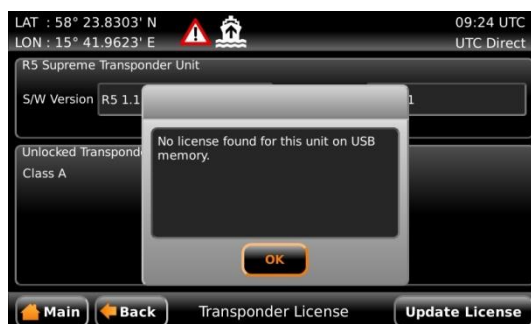 LAT : 58° 23.8303' N
LON : 15° 41.9623' E
09:24 UTC
UTC Direct
R5 Supreme Transponder Unit
S/W Version R5 1.1
1
Unlocked Transponde
Class A
No license found for this unit on USB
memory.
OK
Main Back Transponder License Update License